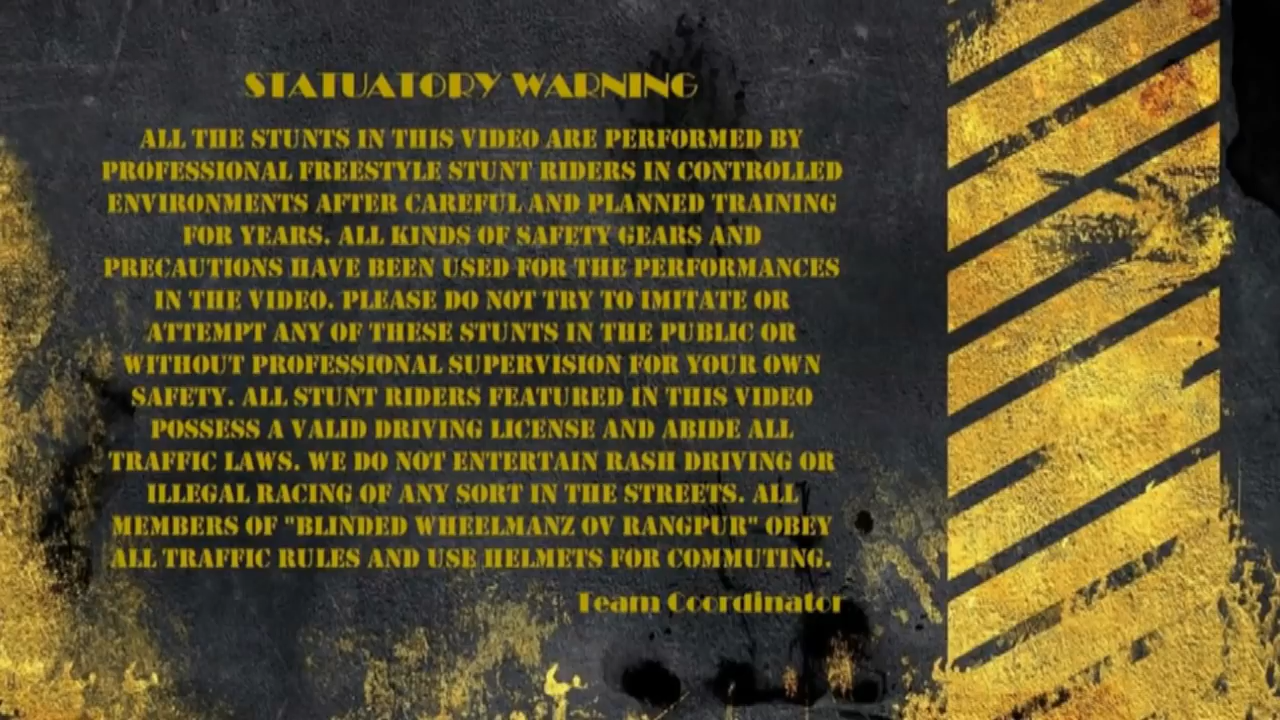 STATUATORY WARNING
ALL THE STUNTS IN THIS VIDEO ARE PERFORMED BY
PROFESSIONAL FREESTYLE STUNT RIDERS IN CONTROLLED
ENVIRONMENTS AFTER CAREFUL AND PLANNED TRAINING
FOR YEARS. ALL KINDS OF SAFETY GEARS AND
PRECAUTIONS HAVE BEEN USED FOR THE PERFORMANCES
IN THE VIDEO. PLEASE DO NOT TRY TO IMITATE OR
ATTEMPT ANY OF THESE STUNTS IN THE PUBLIC OR
WITHOUT PROFESSIONAL SUPERVISION FOR YOUR OWN
SAFETY. ALL STUNT RIDERS FEATURED IN THIS VIDEO
POSSESS A VALID DRIVING LICENSE AND ABIDE ALL
TRAFFIC LAWS. WE DO NOT ENTERTAIN RASH DRIVING OR
ILLEGAL RACING OF ANY SORT IN THE STREETS. ALL
MEMBERS OF "BLINDED WHEELMANZ OV RANGPUR" OBEY
ALL TRAFFIC RULES AND USE HELMETS FOR COMMUTING.
Team Coordinator